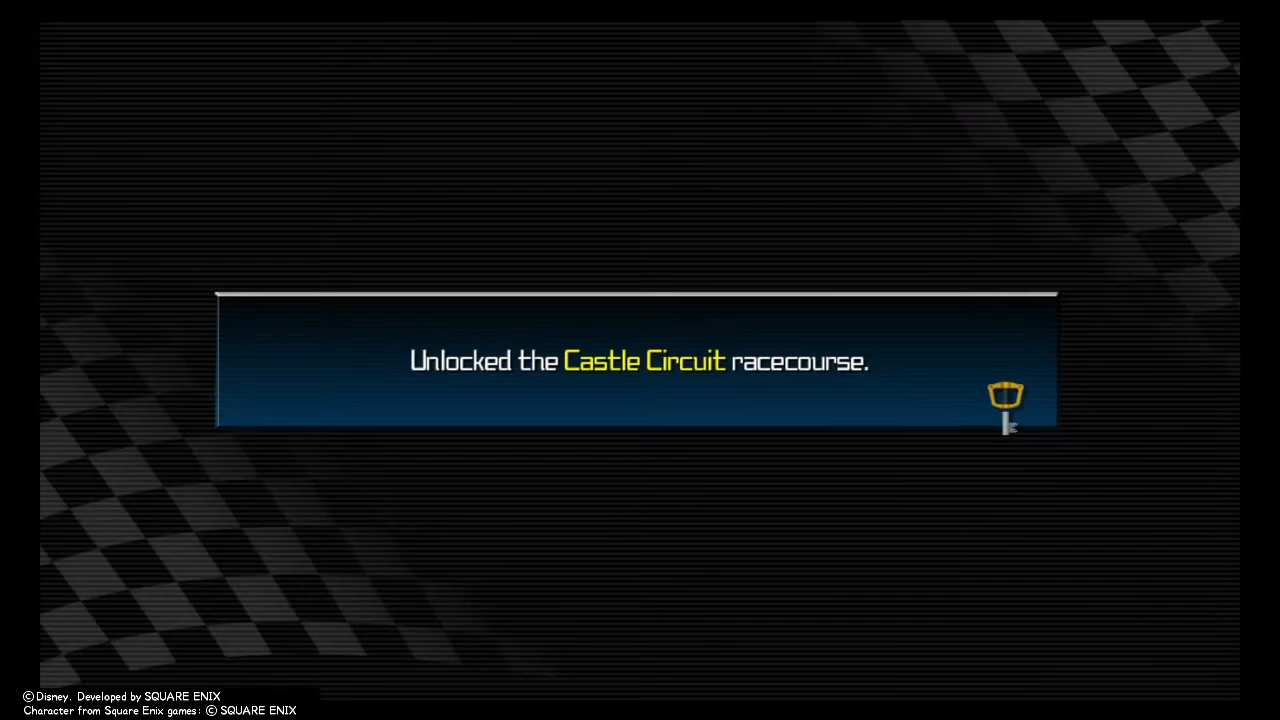 Unlocked the Castle Circuit racecourse.
© Disney. Developed by SQUARE ENIX
Character from Square Enix games: © SQUARE ENIX